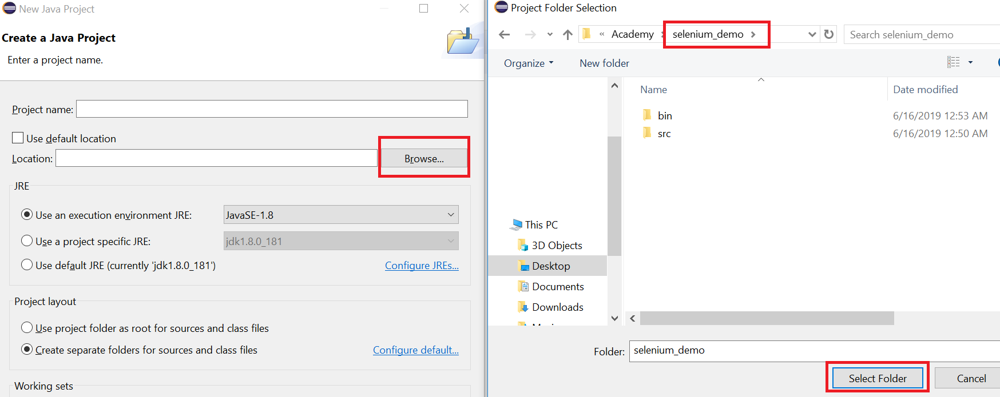 New Java Project
Create a Java Project
Enter a project name.
Project name:
Use default location
Location:
Browse...
JRE
Use an execution environment JRE:
JavaSE-1.8
Use a project specific JRE:
jdk1.8.0_181
Use default JRE (currently 'jdk1.8.0_181')
Configure JREs...
Project layout
Use project folder as root for sources and class files
Create separate folders for sources and class files
Configure default...
Working sets
Project Folder Selection
« Academy > selenium_demo >
Search selenium_demo
Organize
New folder
Name
Date modified
bin
6/16/2019 12:53 AM
src
6/16/2019 12:50 AM
This PC
3D Objects
Desktop
Documents
Downloads
Folder:
selenium_demo
Select Folder
Cancel